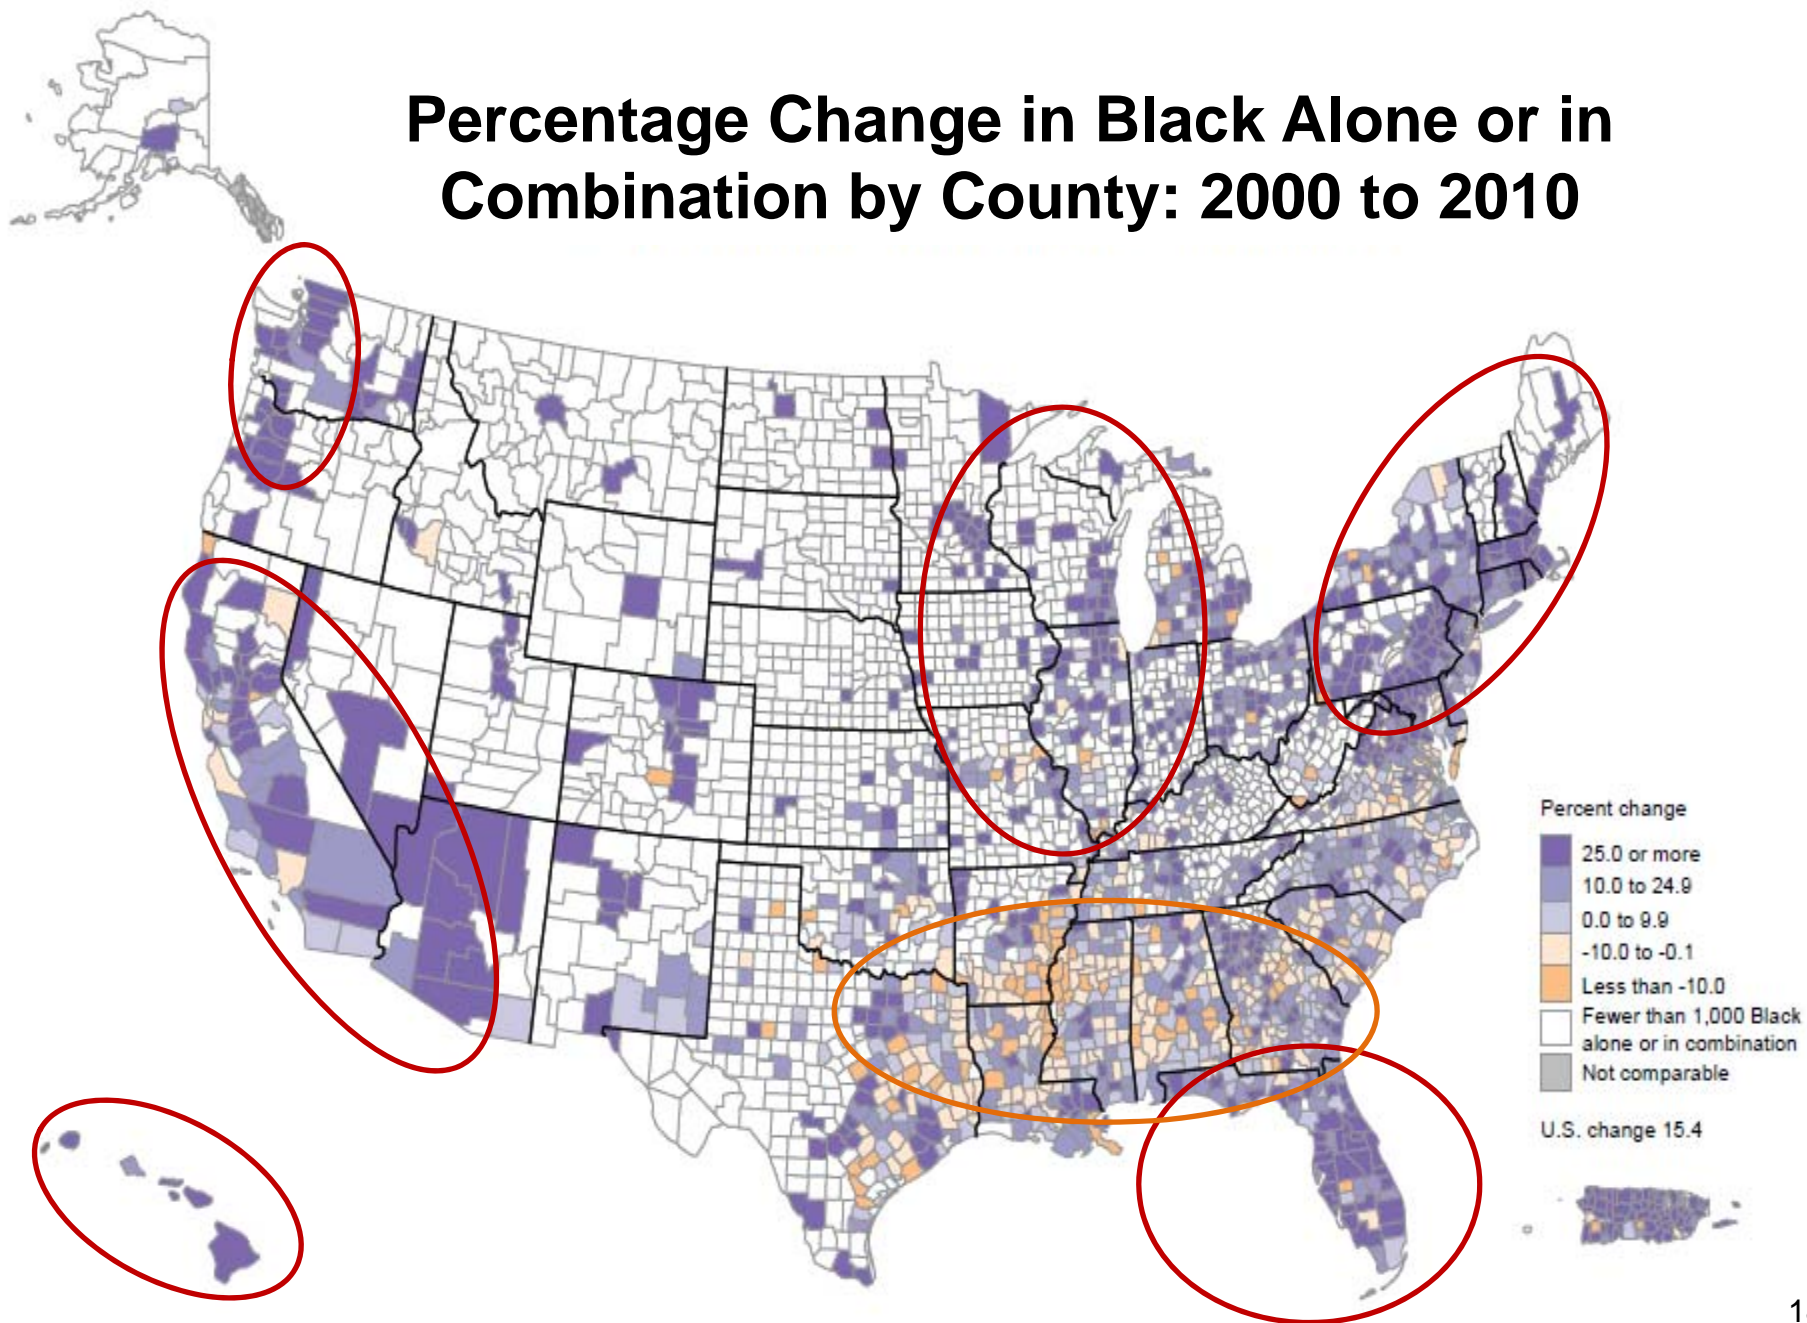 Percentage Change in Black Alone or in
Combination by County: 2000 to 2010
Percent change
25.0 or more
10.0 to 24.9
0.0 to 9.9
-10.0 to -0.1
Less than -10.0
Fewer than 1,000 Black
alone or in combination
Not comparable
U.S. change 15.4
1